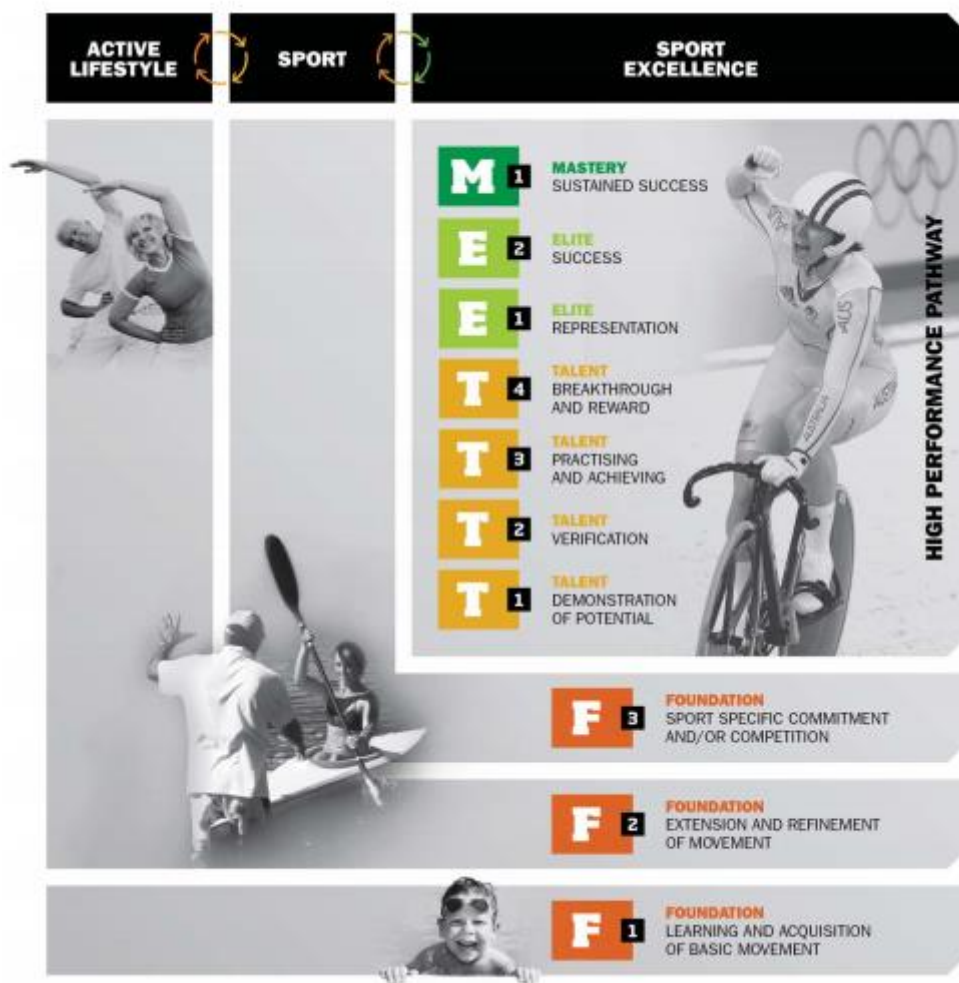 ACTIVE
LIFESTYLE
SPORT
SPORT
EXCELLENCE
M 1
MASTERY
SUSTAINED SUCCESS
E 2
ELITE
SUCCESS
E 1
ELITE
REPRESENTATION
T 4
TALENT
BREAKTHROUGH
AND REWARD
T 3
TALENT
PRACTISING
AND ACHIEVING
T 2
TALENT
VERIFICATION
T 1
TALENT
DEMONSTRATION
OF POTENTIAL
HIGH PERFORMANCE PATHWAY
AUS
AUSTRALIA
F 3
FOUNDATION
SPORT SPECIFIC COMMITMENT
AND/OR COMPETITION
F 2
FOUNDATION
EXTENSION AND REFINEMENT
OF MOVEMENT
F 1
FOUNDATION
LEARNING AND ACQUISITION
OF BASIC MOVEMENT